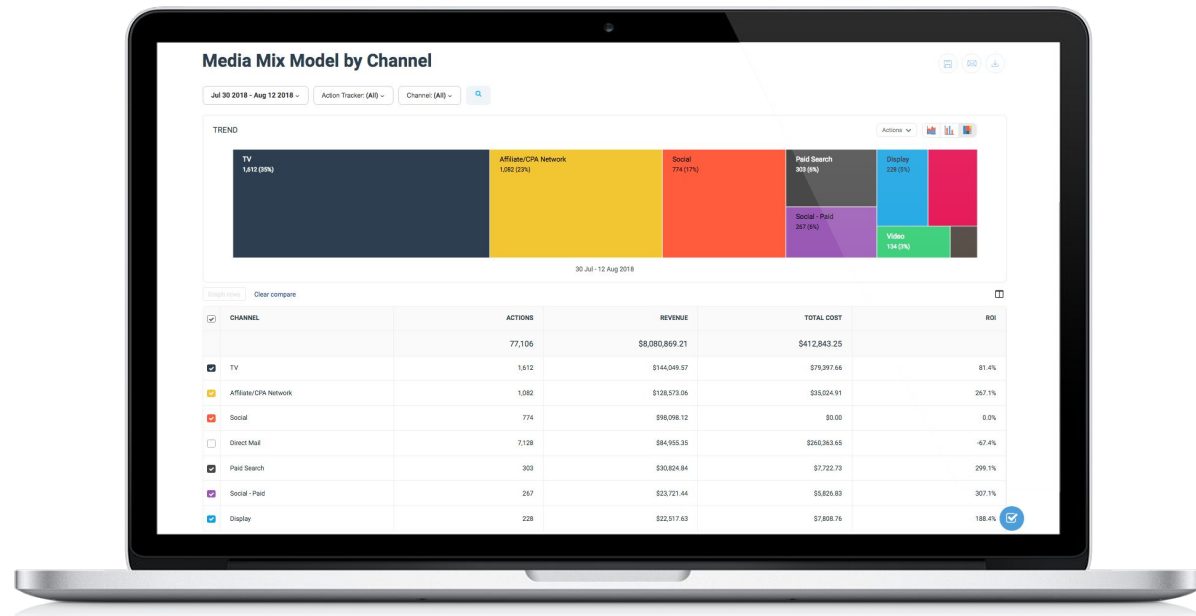 Media Mix Model by Channel
Jul 30 2018 - Aug 12 2018
Action Tracker: (All)
Channel: (All)
TREND
Actions
TV
1,612 (35%)
Affiliate/CPA Network
1,082 (23%)
Social
774 (17%)
Paid Search
303 (6%)
Display
228 (5%)
Social - Paid
267 (6%)
Video
134 (3%)
30 Jul - 12 Aug 2018
Graph rows Clear compare
CHANNEL ACTIONS REVENUE TOTAL COST ROI
77,106 $8,080,869.21 $412,843.25
TV 1,612 $144,049.57 $79,397.66 81.4%
Affiliate/CPA Network 1,082 $128,573.06 $35,024.91 267.1%
Social 774 $98,098.12 $0.00 0.0%
Direct Mail 7,128 $84,955.35 $260,363.65 -67.4%
Paid Search 303 $30,824.84 $7,722.73 299.1%
Social - Paid 267 $23,721.44 $5,826.83 307.1%
Display 228 $22,517.63 $7,808.76 188.4%